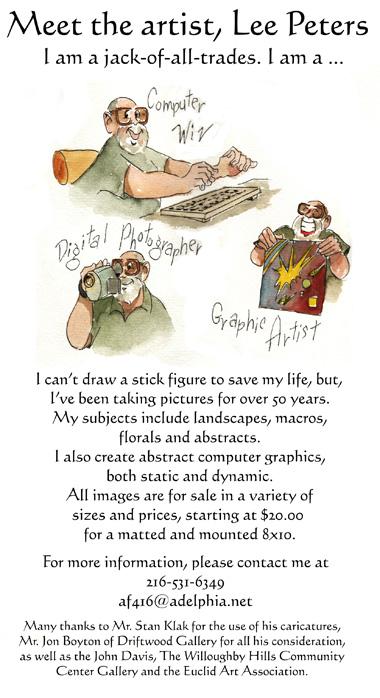 Meet the artist, Lee Peters
I am a jack-of-all-trades. I am a ...
Computer
Wiz
Digital Photographer
Graphic Artist
I can't draw a stick figure to save my life, but,
I've been taking pictures for over 50 years.
My subjects include landscapes, macros,
florals and abstracts.
I also create abstract computer graphics,
both static and dynamic.
All images are for sale in a variety of
sizes and prices, starting at $20.00
for a matted and mounted 8x10.
For more information, please contact me at
216-531-6349
af416@adelphia.net
Many thanks to Mr. Stan Klak for the use of his caricatures,
Mr. Jon Boyton of Driftwood Gallery for all his consideration,
as well as the John Davis, The Willoughby Hills Community
Center Gallery and the Euclid Art Association.